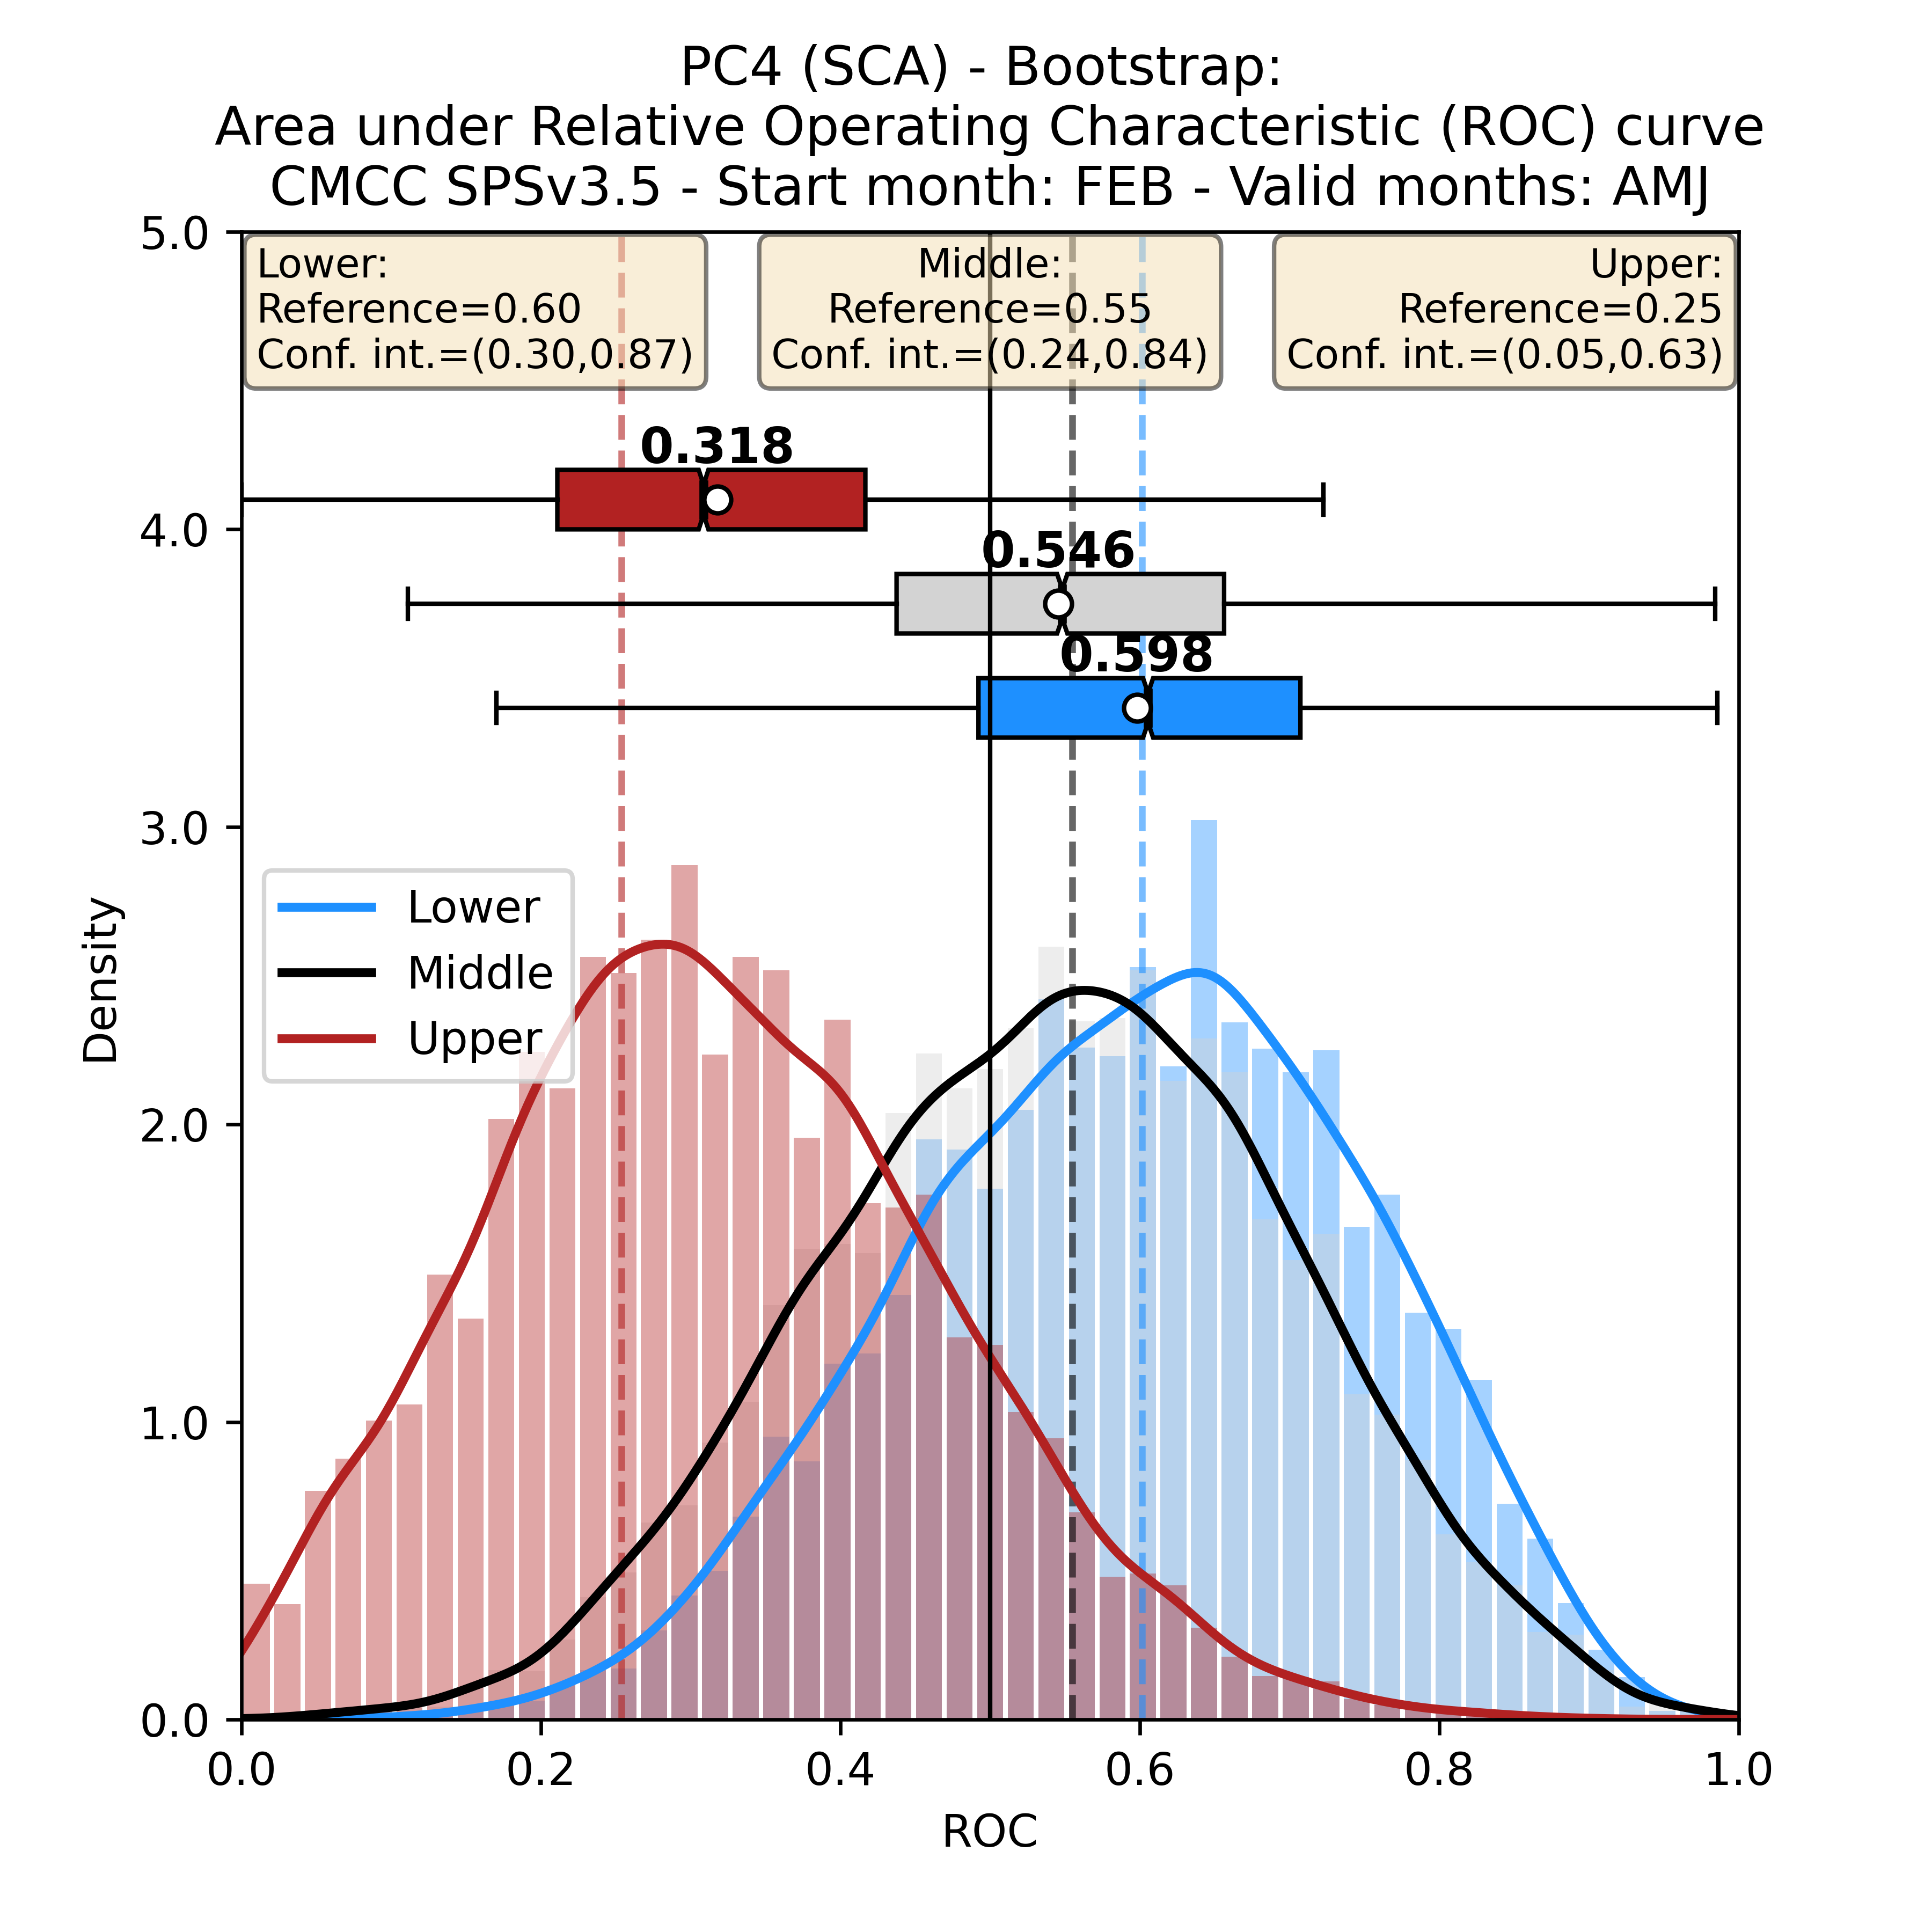 PC4 (SCA) - Bootstrap:
Area under Relative Operating Characteristic (ROC) curve
CMCC SPSv3.5 - Start month: FEB - Valid months: AMJ
Lower:
Reference=0.60
Conf. int.=(0.30,0.87)
Middle:
Reference=0.55
Conf. int.=(0.24,0.84)
Upper:
Reference=0.25
Conf. int.=(0.05,0.63)
0.318
0.546
0.598
Lower
Middle
Upper
Density
5.0
4.0
3.0
2.0
1.0
0.0
0.0 0.2 0.4 0.6 0.8 1.0
ROC